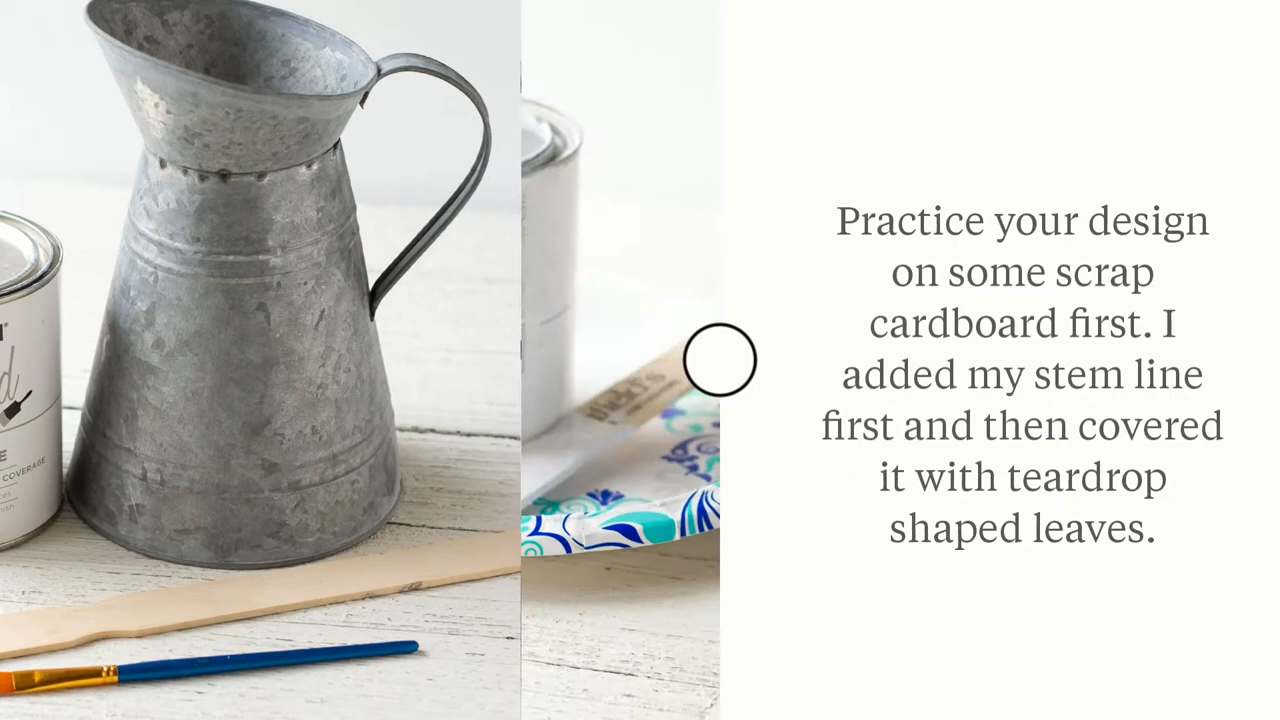 d
E
COVERAGE
Practice your design
on some scrap
cardboard first. I
added my stem line
first and then covered
it with teardrop
shaped leaves.